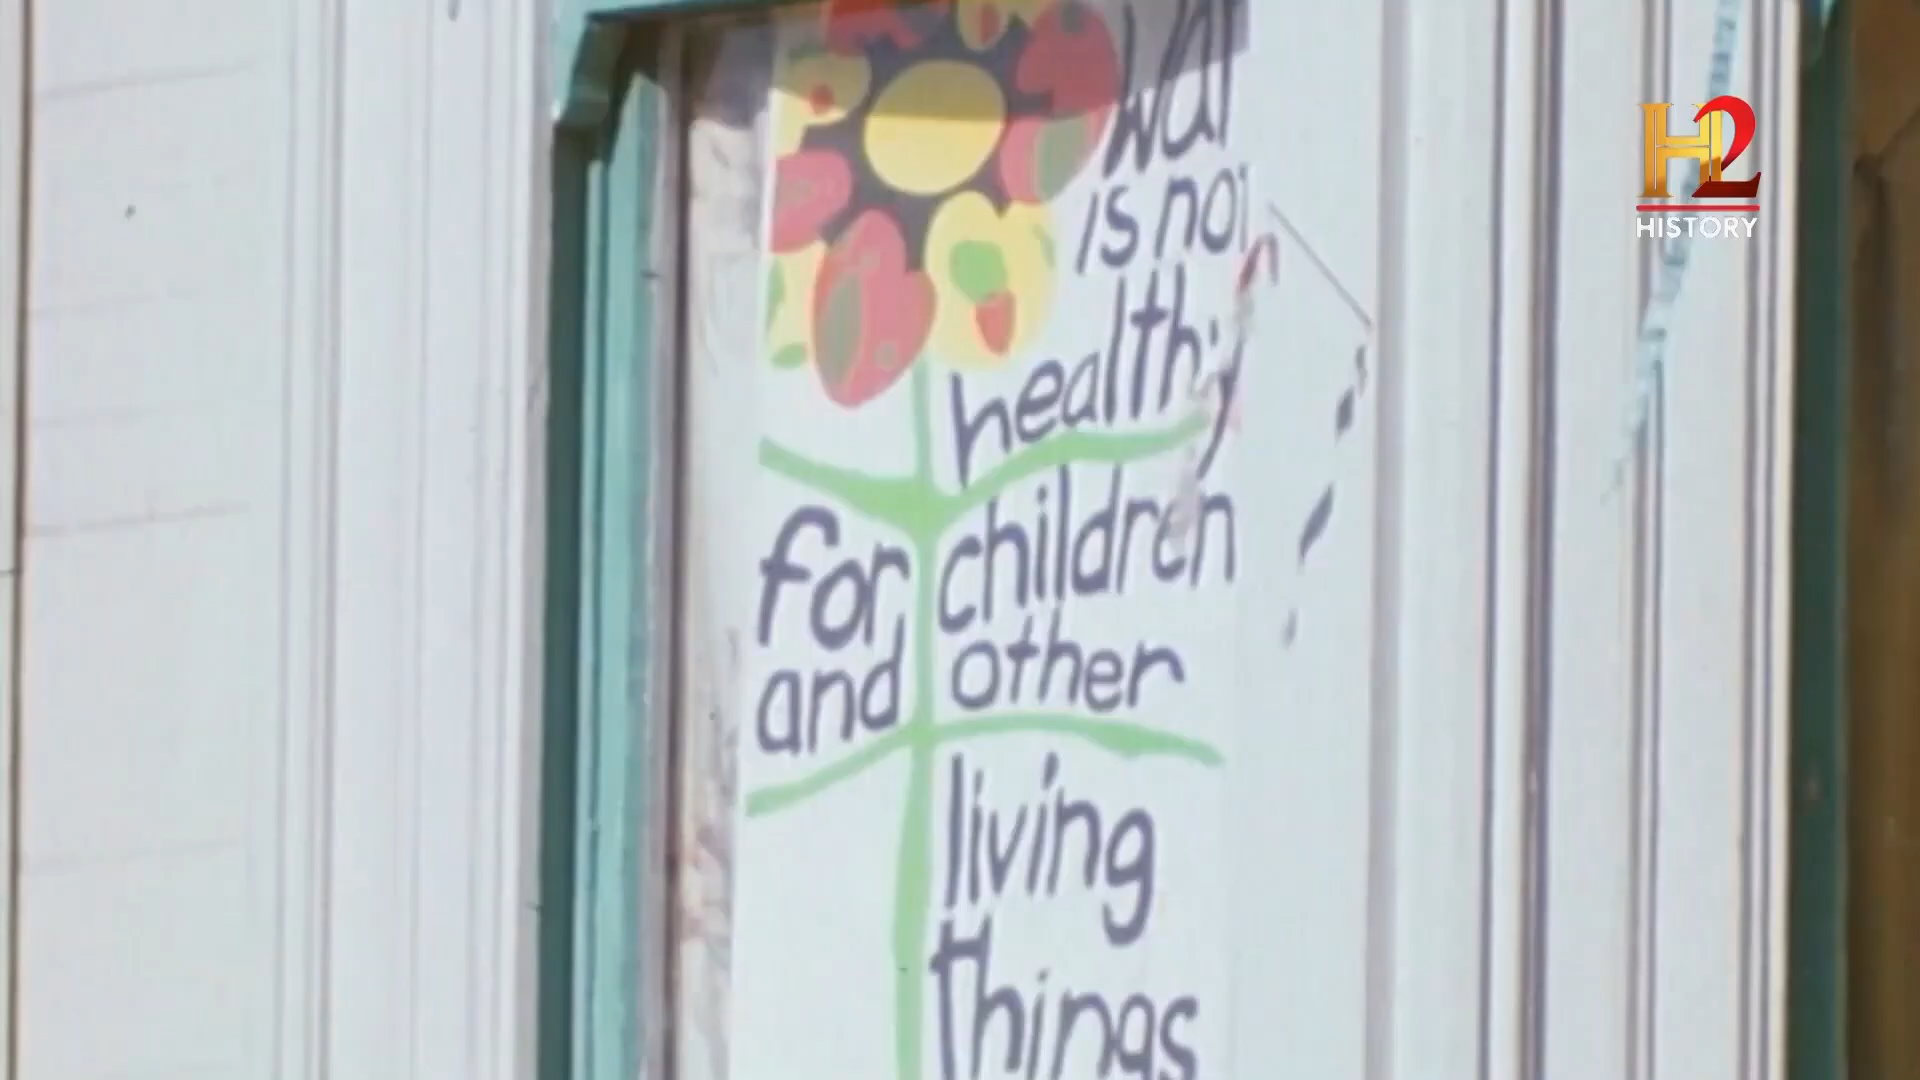 war
is not
healthy
for children
and other
living
things
H2
HISTORY